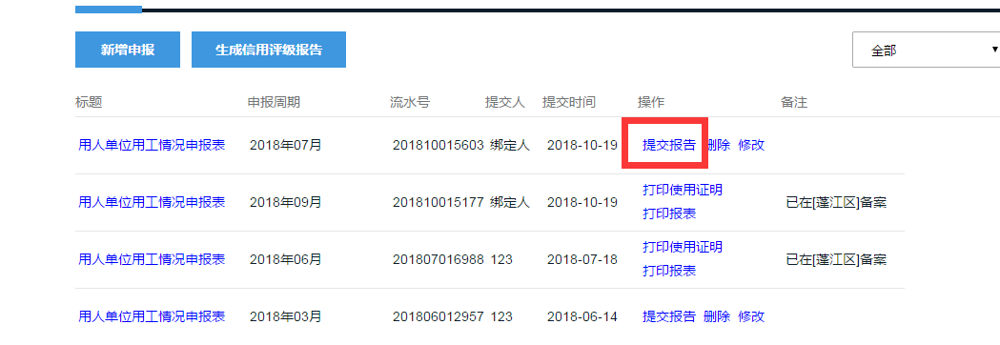 新增申报 生成信用评级报告 全部
标题 申报周期 流水号 提交人 提交时间 操作 备注
用人单位用工情况申报表 2018年07月 201810015603 绑定人 2018-10-19 提交报告 删除 修改
用人单位用工情况申报表 2018年09月 201810015177 绑定人 2018-10-19 打印使用证明 已在[蓬江区]备案
打印报表
用人单位用工情况申报表 2018年06月 201807016988 123 2018-07-18 打印使用证明 已在[蓬江区]备案
打印报表
用人单位用工情况申报表 2018年03月 201806012957 123 2018-06-14 提交报告 删除 修改